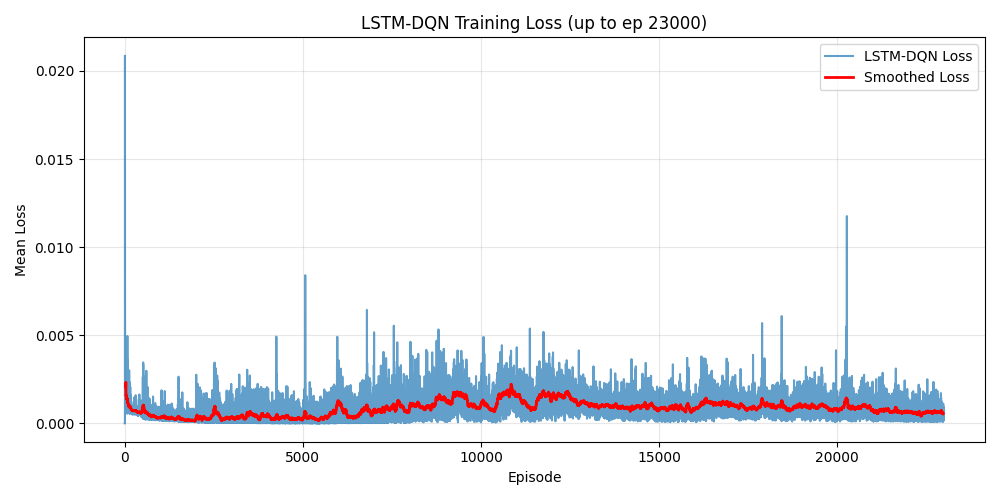 LSTM-DQN Training Loss (up to ep 23000)
LSTM-DQN Loss
Smoothed Loss
Mean Loss
0.020
0.015
0.010
0.005
0.000
0
5000
10000
15000
20000
Episode